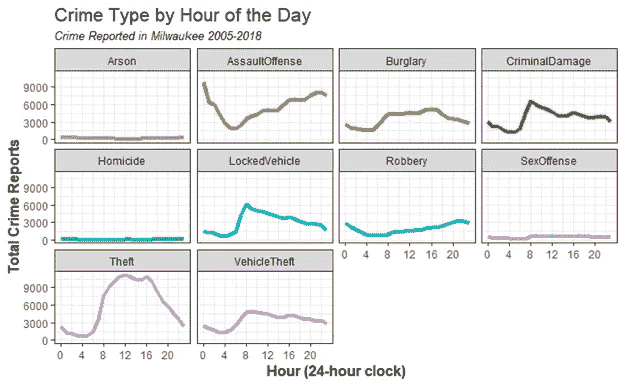 Crime Type by Hour of the Day
Crime Reported in Milwaukee 2005-2018
Arson AssaultOffense Burglary CriminalDamage
9000
6000
3000
0
Homicide LockedVehicle Robbery SexOffense
9000
6000
3000
0
Theft VehicleTheft
0 4 8 12 16 20 0 4 8 12 16 20
9000
6000
3000
0
0 4 8 12 16 20 0 4 8 12 16 20
Total Crime Reports
Hour (24-hour clock)